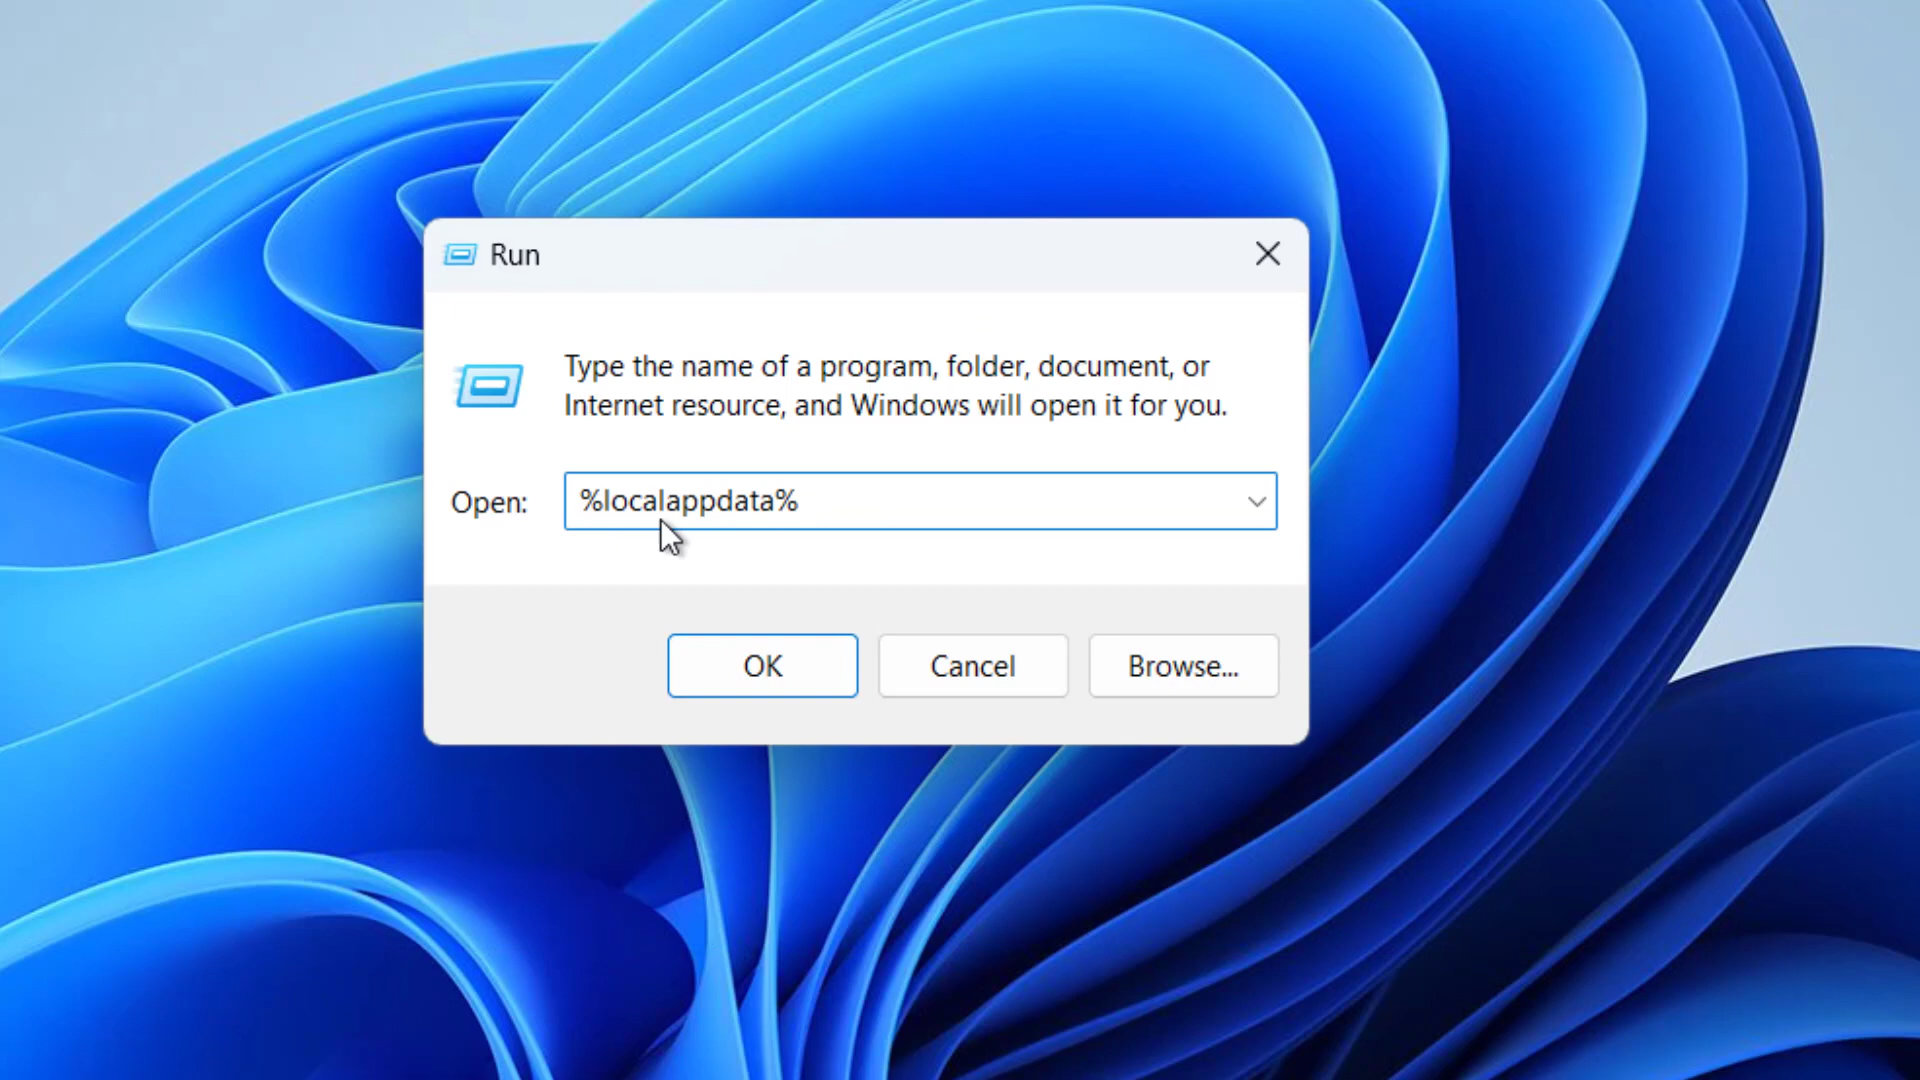 Run
Type the name of a program, folder, document, or
Internet resource, and Windows will open it for you.
Open: %localappdata%
OK Cancel Browse...